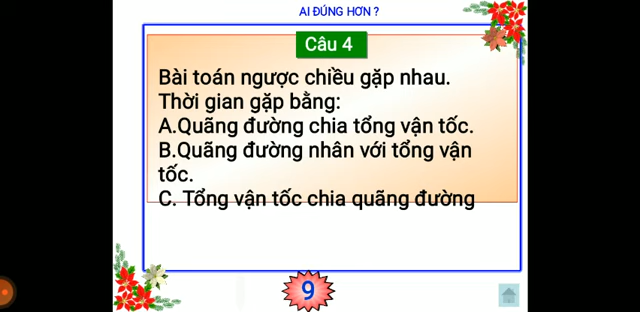 AI ĐÚNG HƠN ?
Câu 4
Bài toán ngược chiều gặp nhau.
Thời gian gặp bằng:
A.Quãng đường chia tổng vận tốc.
B.Quãng đường nhân với tổng vận
tốc.
C. Tổng vận tốc chia quãng đường
9